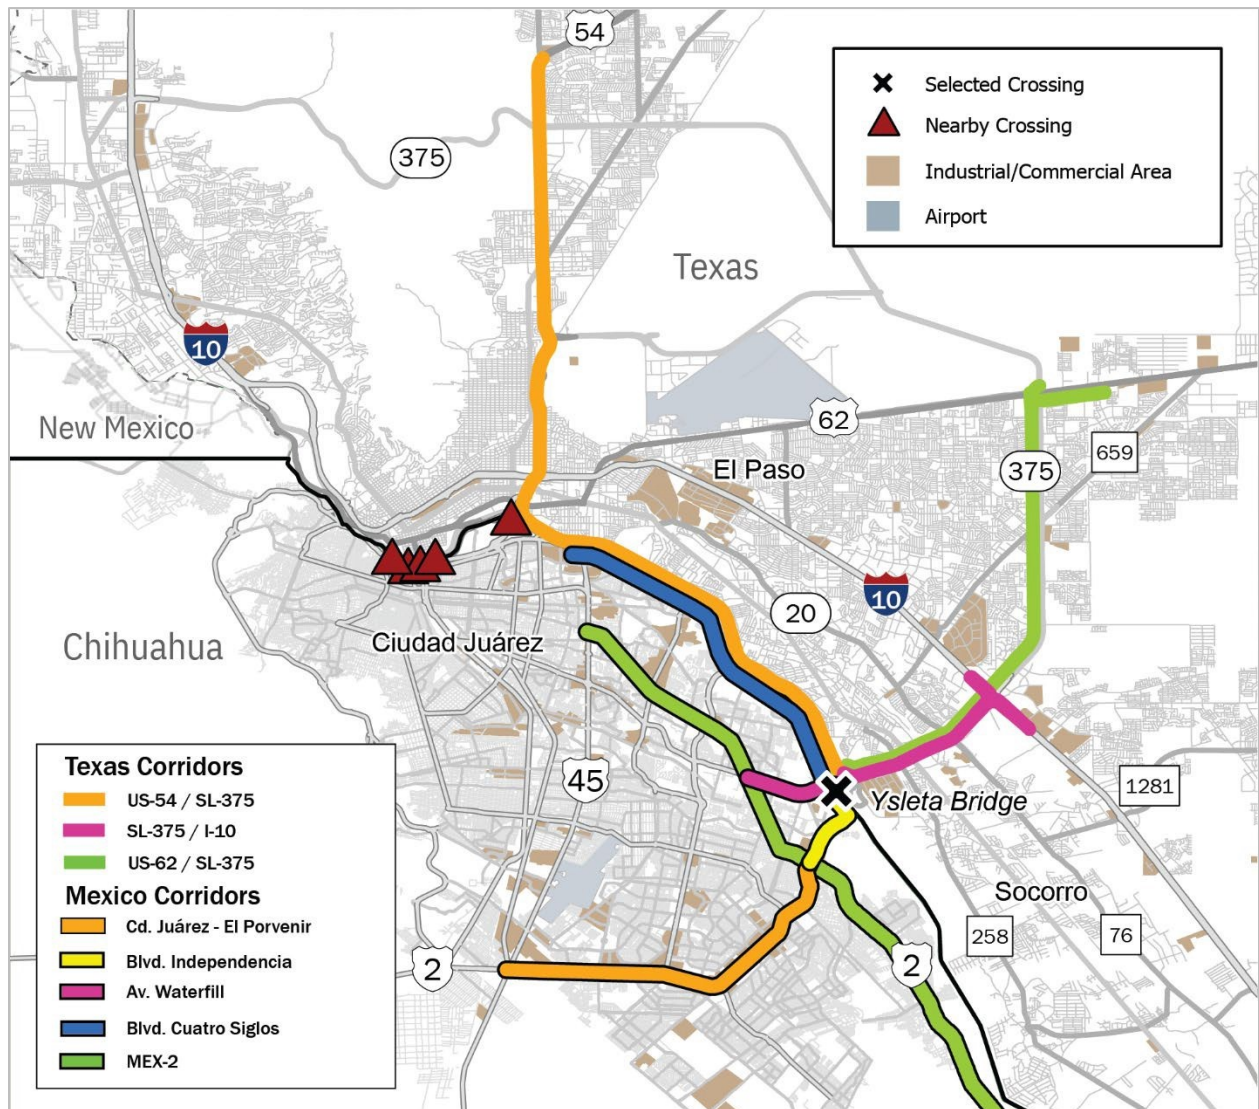 54
Selected Crossing
Nearby Crossing
Industrial/Commercial Area
Airport
375
Texas
10
New Mexico
62
659
El Paso
375
10
20
Chihuahua
Ciudad Juárez
45
1281
Ysleta Bridge
Socorro
258
76
2
2
Texas Corridors
US-54 / SL-375
SL-375 / I-10
US-62 / SL-375
Mexico Corridors
Cd. Juárez - El Porvenir
Blvd. Independencia
Av. Waterfill
Blvd. Cuatro Siglos
MEX-2